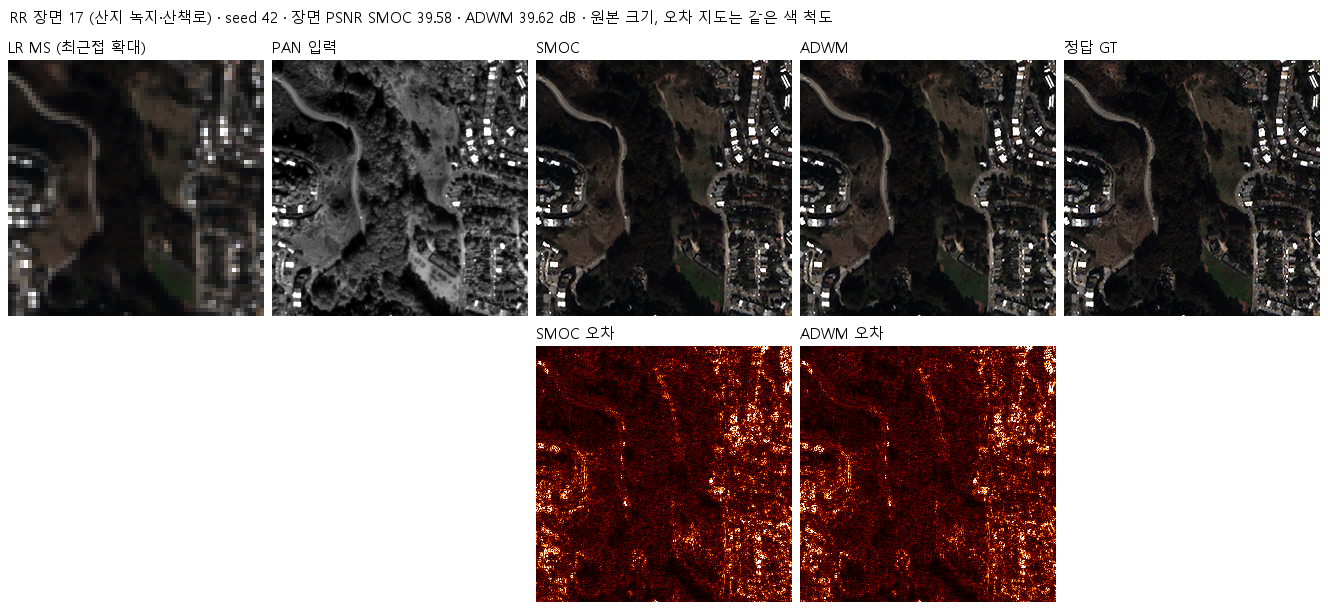 RR 장면 17 (산지 녹지·산책로) · seed 42 · 장면 PSNR SMOC 39.58 · ADWM 39.62 dB · 원본 크기, 오차 지도는 같은 색 척도
LR MS (최근접 확대)
PAN 입력
SMOC
ADWM
정답 GT
SMOC 오차
ADWM 오차